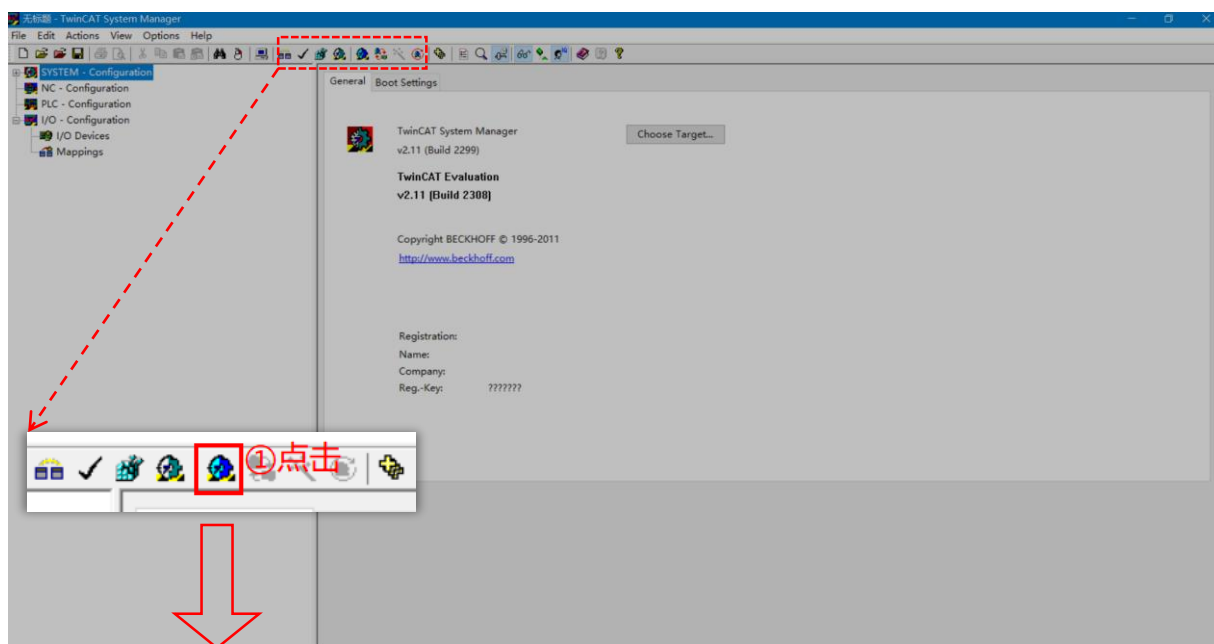 无标题 - TwinCAT System Manager
File Edit Actions View Options Help
SYSTEM - Configuration
NC - Configuration
PLC - Configuration
I/O - Configuration
I/O Devices
Mappings
General Boot Settings
TwinCAT System Manager
v2.11 (Build 2299)
Choose Target...
TwinCAT Evaluation
v2.11 (Build 2308)
Copyright BECKHOFF © 1996-2011
http://www.beckhoff.com
Registration:
Name:
Company:
Reg.-Key: ???????
①点击